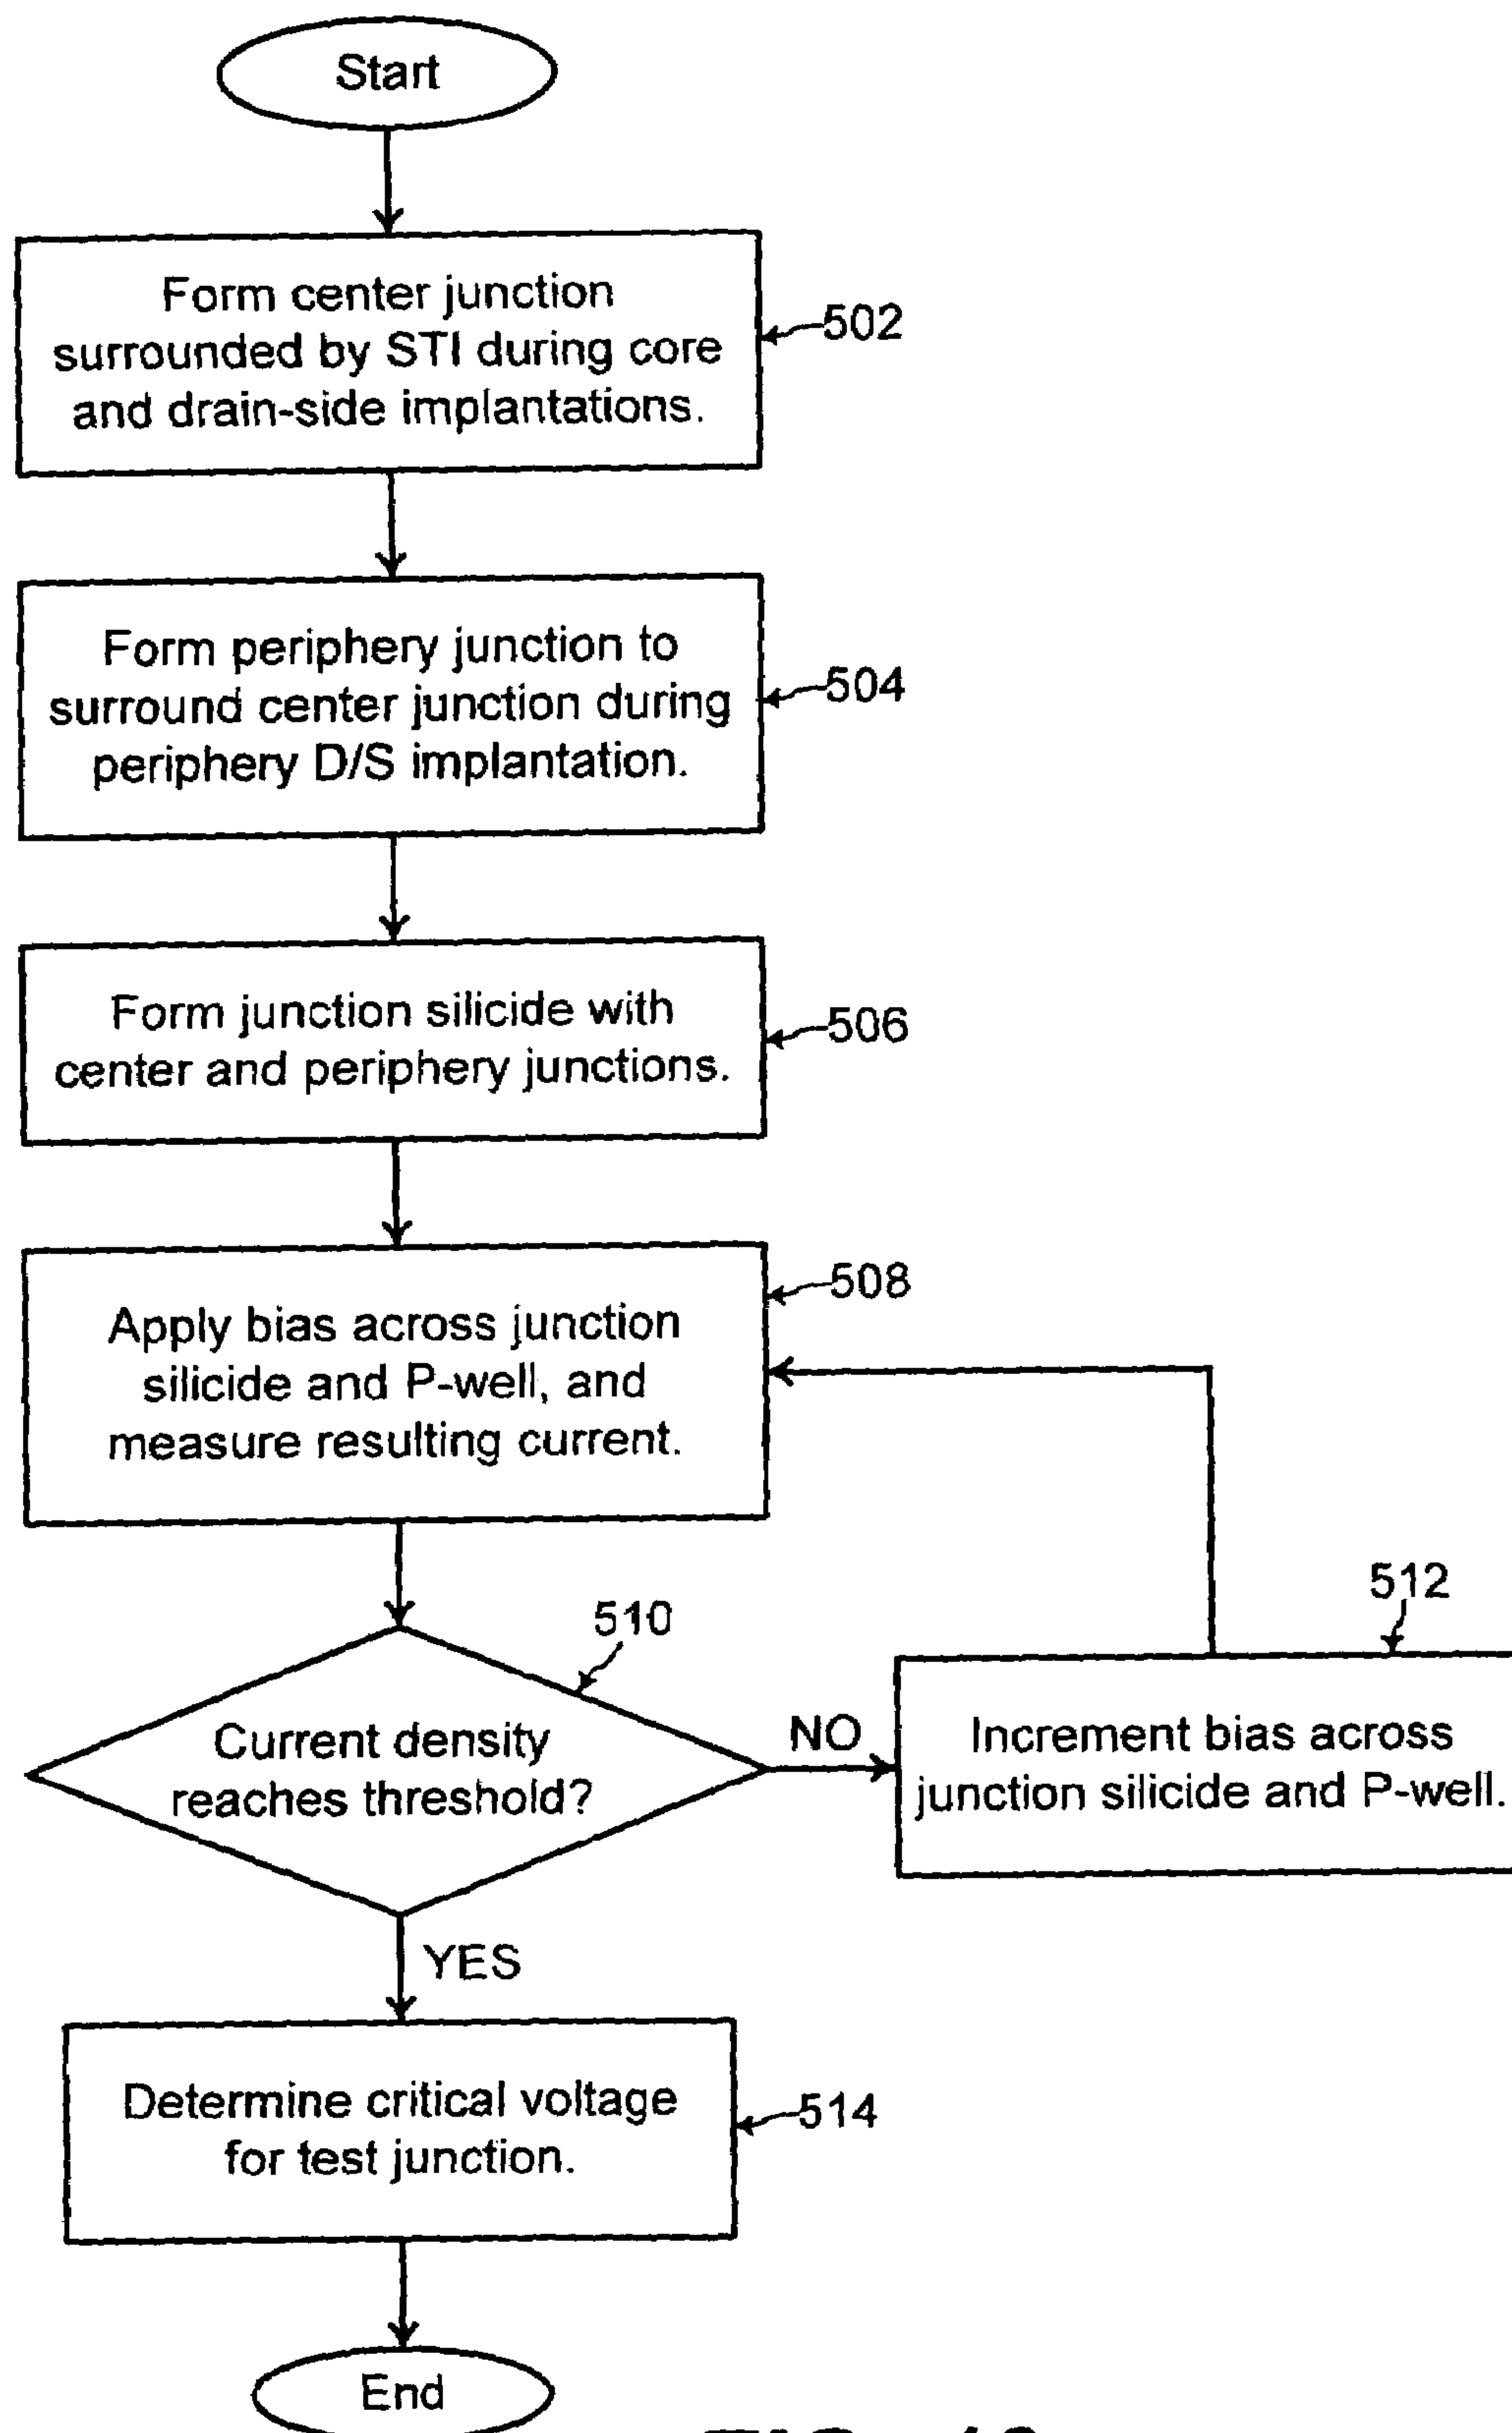 Start
Form center junction
surrounded by STI during core
and drain-side implantations.
502
Form periphery junction to
surround center junction during
periphery D/S implantation.
504
Form junction silicide with
center and periphery junctions.
506
Apply bias across junction
silicide and P-well, and
measure resulting current.
508
510
Current density
reaches threshold?
NO
512
Increment bias across
junction silicide and P-well.
YES
Determine critical voltage
for test junction.
514
End